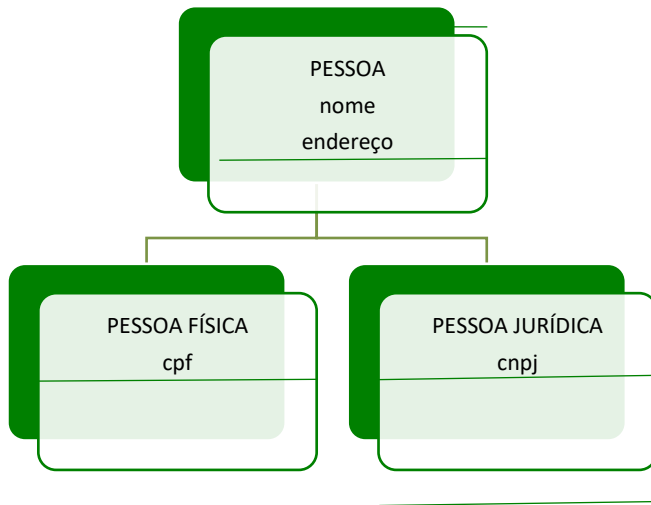 PESSOA
nome
endereço
PESSOA FÍSICA
cpf
PESSOA JURÍDICA
cnpj